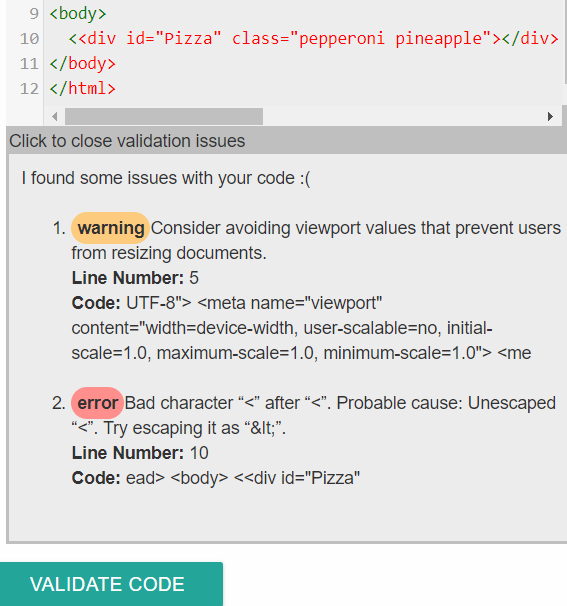 9 <body>
10 <<div id="Pizza" class="pepperoni pineapple"></div>
11 </body>
12 </html>
Click to close validation issues
I found some issues with your code :(
1. warning Consider avoiding viewport values that prevent users
from resizing documents.
Line Number: 5
Code: UTF-8"> <meta name="viewport"
content="width=device-width, user-scalable=no, initial-
scale=1.0, maximum-scale=1.0, minimum-scale=1.0"> <me
2. error Bad character “<” after “<”. Probable cause: Unescaped
“<”. Try escaping it as “&lt;”.
Line Number: 10
Code: ead> <body> <<div id="Pizza"
VALIDATE CODE